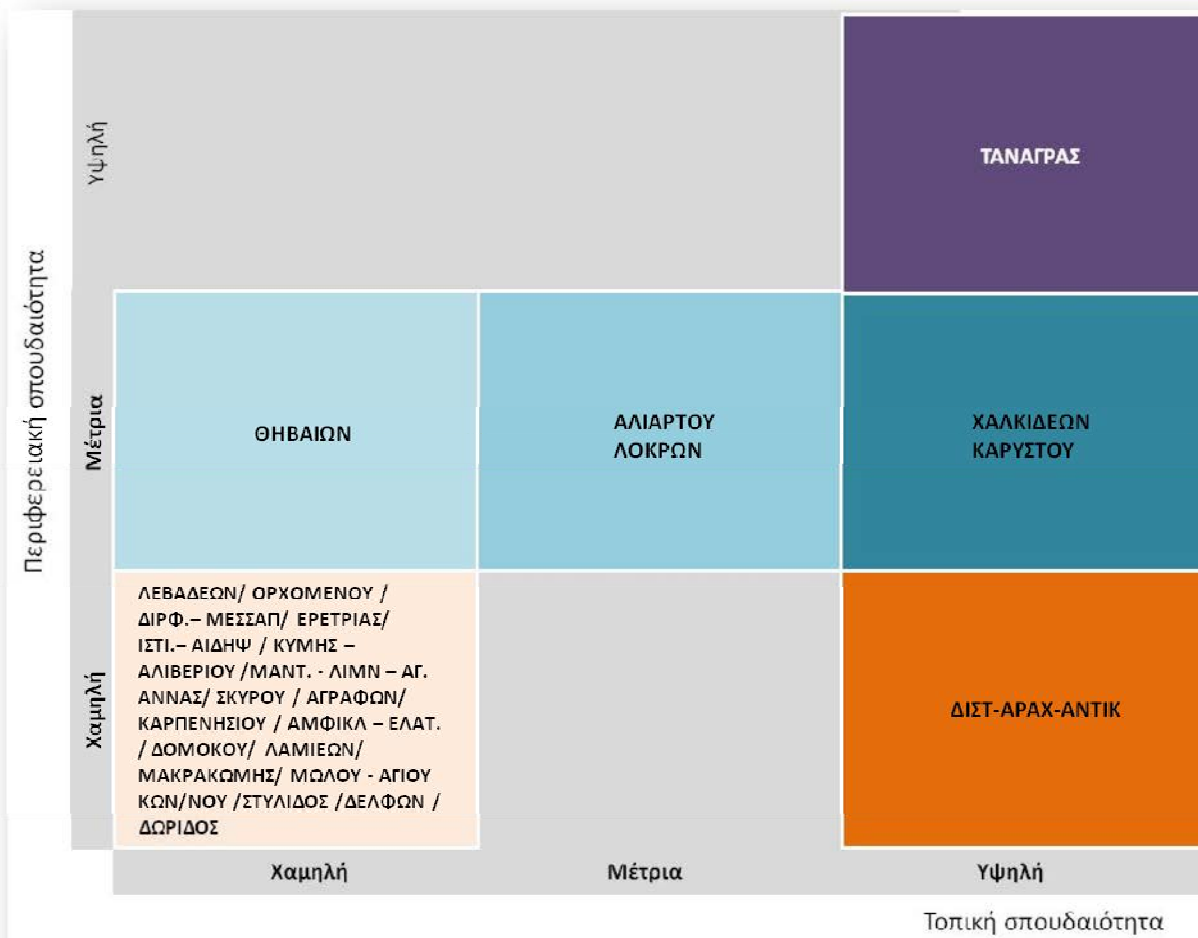 Περιφερειακή σπουδαιότητα
Υψηλή
ΤΑΝΑΓΡΑΣ
Μέτρια
ΘΗΒΑΙΩΝ
ΑΛΙΑΡΤΟΥ
ΛΟΚΡΩΝ
ΧΑΛΚΙΔΕΩΝ
ΚΑΡΥΣΤΟΥ
Χαμηλή
ΛΕΒΑΔΕΩΝ/ ΟΡΧΟΜΕΝΟΥ /
ΔΙΡΦ.– ΜΕΣΣΑΠ/ ΕΡΕΤΡΙΑΣ/
ΙΣΤΙ.– ΑΙΔΗΨ / ΚΥΜΗΣ –
ΑΛΙΒΕΡΙΟΥ /ΜΑΝΤ. - ΛΙΜΝ – ΑΓ.
ΑΝΝΑΣ/ ΣΚΥΡΟΥ / ΑΓΡΑΦΩΝ/
ΚΑΡΠΕΝΗΣΙΟΥ / ΑΜΦΙΚΛ – ΕΛΑΤ.
/ ΔΟΜΟΚΟΥ/ ΛΑΜΙΕΩΝ/
ΜΑΚΡΑΚΩΜΗΣ/ ΜΩΛΟΥ - ΑΓΙΟΥ
ΚΩΝ/ΝΟΥ /ΣΤΥΛΙΔΟΣ /ΔΕΛΦΩΝ /
ΔΩΡΙΔΟΣ
ΔΙΣΤ-ΑΡΑΧ-ΑΝΤΙΚ
Χαμηλή
Μέτρια
Υψηλή
Τοπική σπουδαιότητα